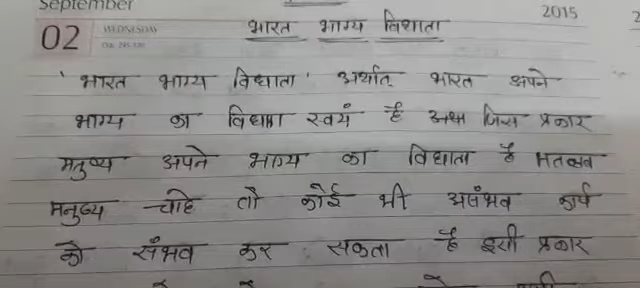 September
2015
02 WEDNESDAY
भारत भाग्य विधाता
'भारत भाग्य विधाता' अर्थात् भारत अपने
भाग्य का विधाता स्वयं है जिस प्रकार
मनुष्य अपने भाग्य का विधाता है मतलब
मनुष्य चाहे तो कोई भी असंभव कार्य
को संभव कर सकता है इसी प्रकार